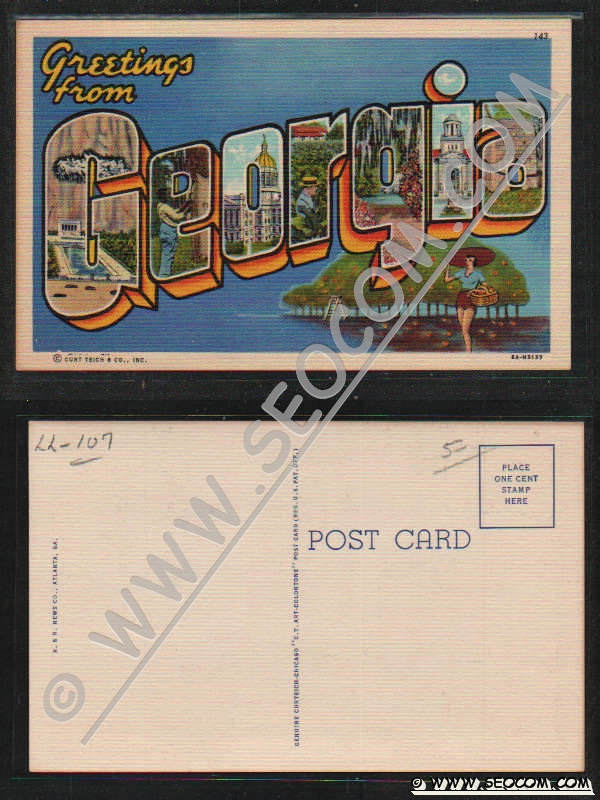 143
Greetings
from
Georgia
© CURT TEICH & CO., INC.
© WWW.SEOCOM.COM
LL-107
5-
PLACE
ONE CENT
STAMP
HERE
POST CARD
NEWS CO., ATLANTA, GA.
GENUINE CURTEICH-CHICAGO "C.T. ART-COLORTONE" POST CARD (REG. U.S. PAT. OFF.)
© WWW.SEOCOM.COM